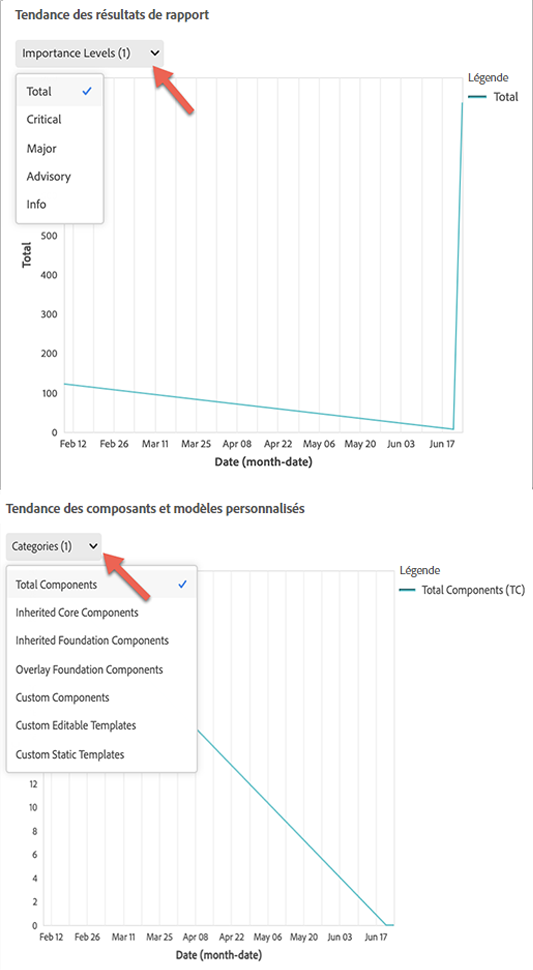 Tendance des résultats de rapport
Importance Levels (1)
Légende
Total
Total
Critical
Major
Advisory
Info
500
400
300
200
100
0
Total
Feb 12 Feb 26 Mar 11 Mar 25 Apr 08 Apr 22 May 06 May 20 Jun 03 Jun 17
Date (month-date)
Tendance des composants et modèles personnalisés
Categories (1)
Légende
Total Components (TC)
Total Components
Inherited Core Components
Inherited Foundation Components
Overlay Foundation Components
Custom Components
Custom Editable Templates
Custom Static Templates
12
10
8
6
4
2
0
Feb 12 Feb 26 Mar 11 Mar 25 Apr 08 Apr 22 May 06 May 20 Jun 03 Jun 17
Date (month-date)